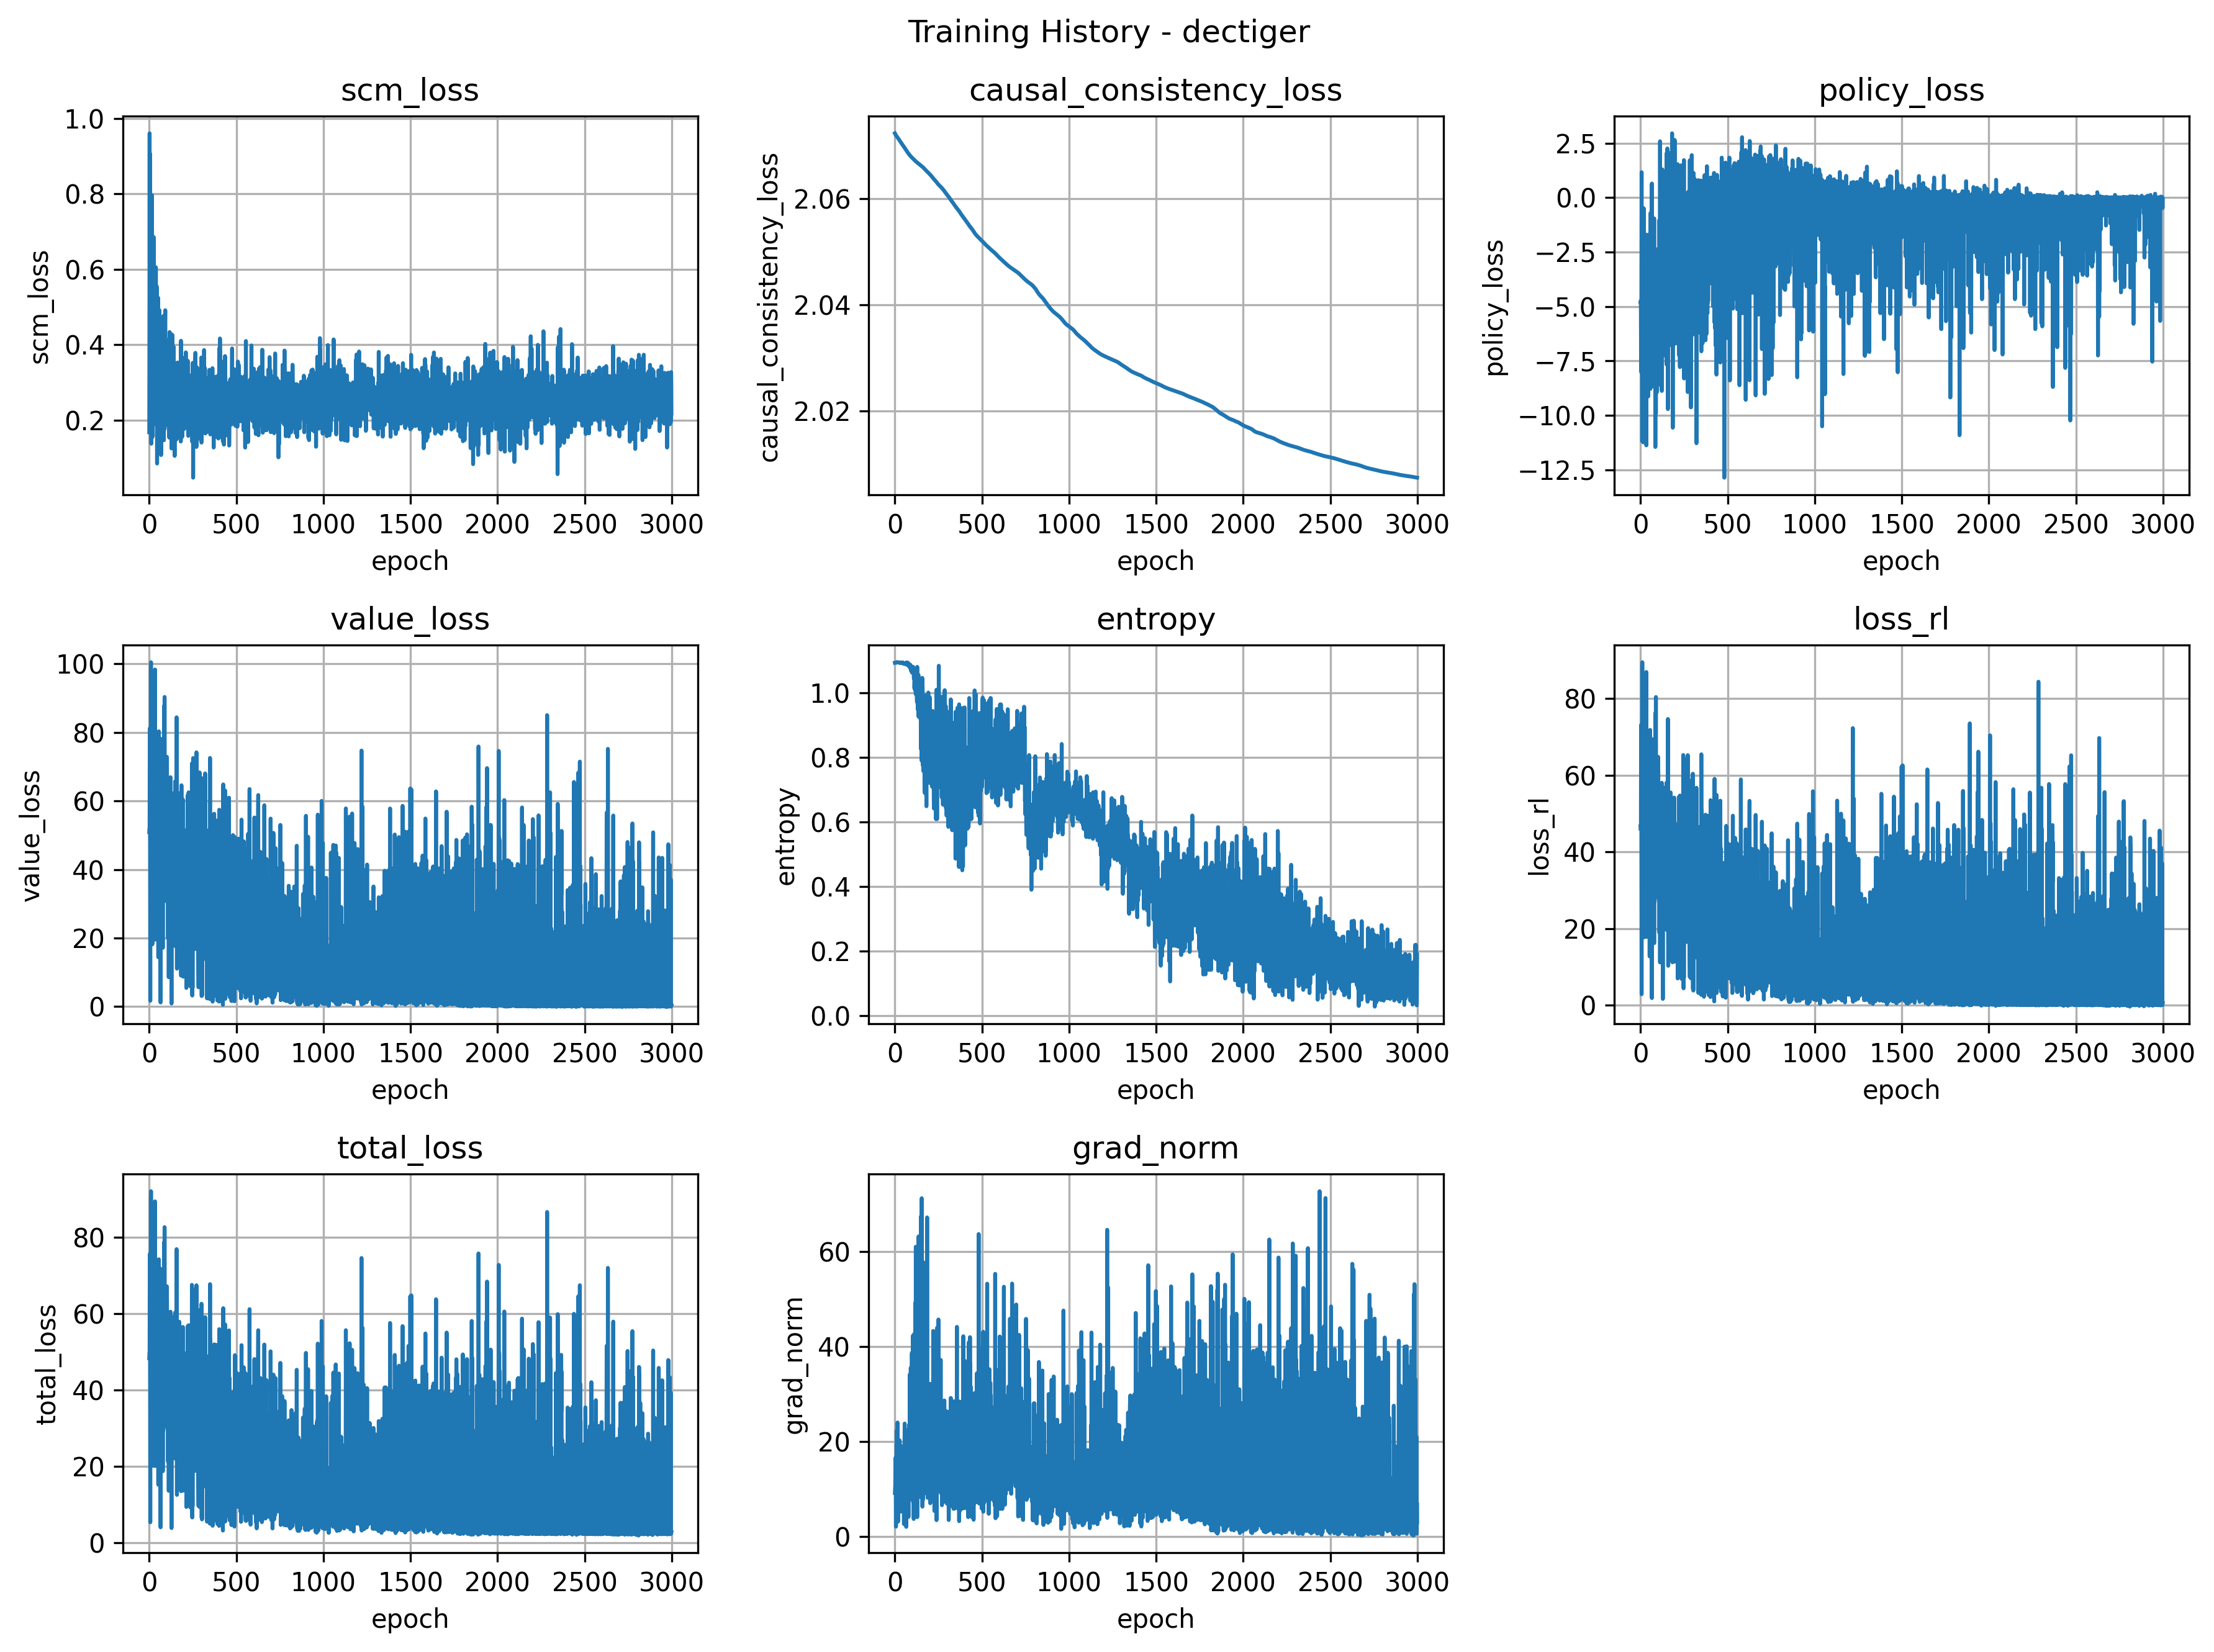 Training History - dectiger
scm_loss
causal_consistency_loss
policy_loss
1.0
0.8
0.6
0.4
0.2
scm_loss
0 500 1000 1500 2000 2500 3000
epoch
2.06
2.04
2.02
causal_consistency_loss
0 500 1000 1500 2000 2500 3000
epoch
2.5
0.0
−2.5
−5.0
−7.5
−10.0
−12.5
policy_loss
0 500 1000 1500 2000 2500 3000
epoch
value_loss
entropy
loss_rl
100
80
60
40
20
0
value_loss
0 500 1000 1500 2000 2500 3000
epoch
1.0
0.8
0.6
0.4
0.2
0.0
entropy
0 500 1000 1500 2000 2500 3000
epoch
80
60
40
20
0
loss_rl
0 500 1000 1500 2000 2500 3000
epoch
total_loss
grad_norm
80
60
40
20
0
total_loss
0 500 1000 1500 2000 2500 3000
epoch
60
40
20
0
grad_norm
0 500 1000 1500 2000 2500 3000
epoch